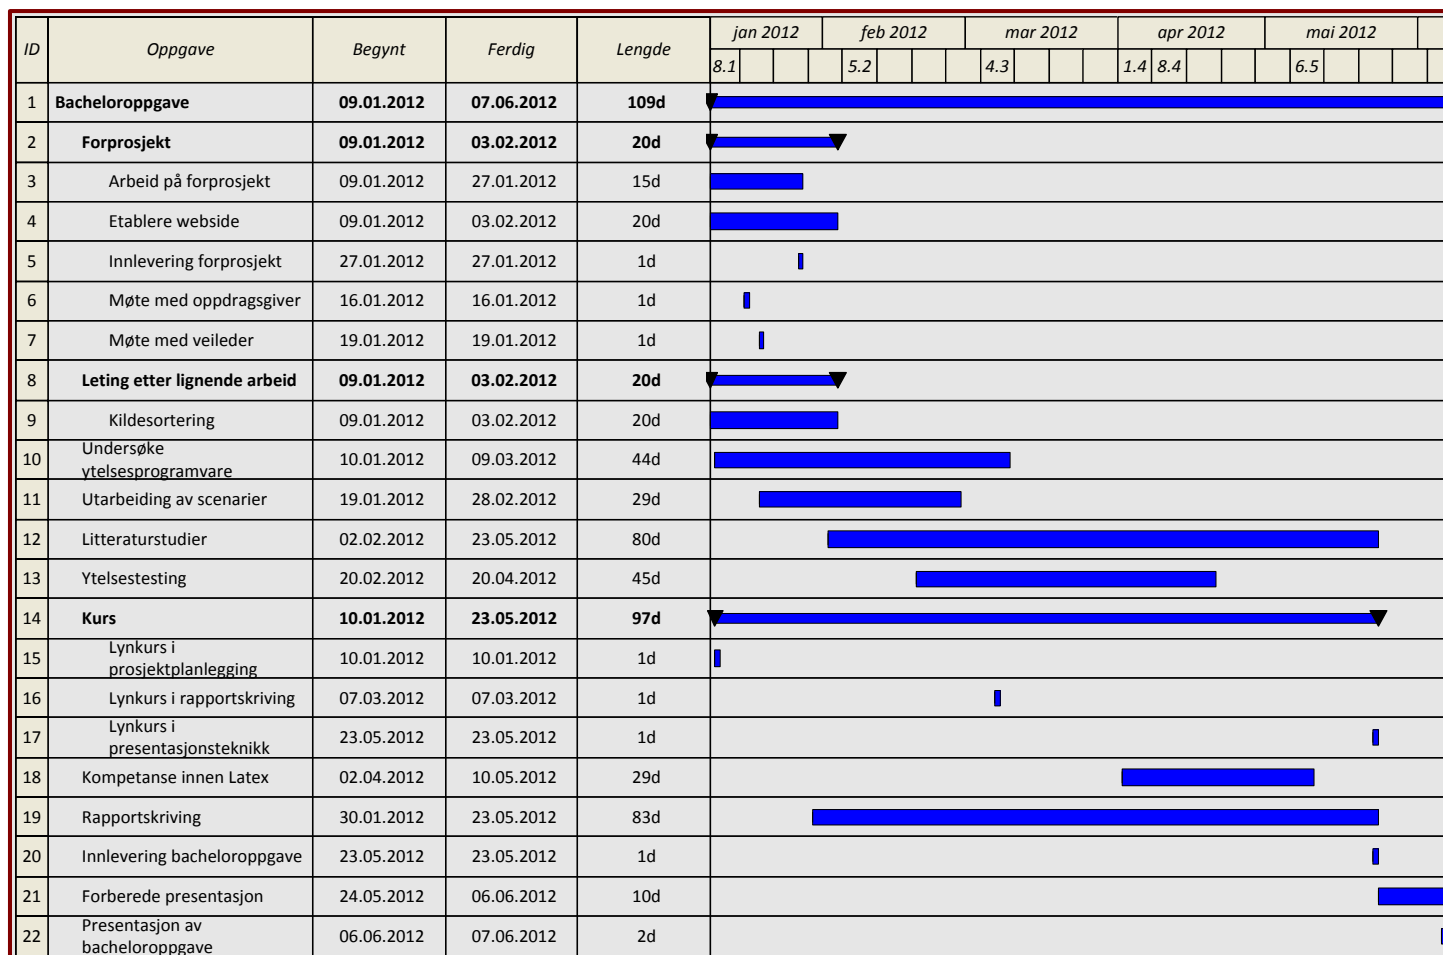 ID Oppgave Begynt Ferdig Lengde jan 2012 feb 2012 mar 2012 apr 2012 mai 2012
8.1 5.2 4.3 1.4 8.4 6.5
1 Bacheloroppgave 09.01.2012 07.06.2012 109d
2 Forprosjekt 09.01.2012 03.02.2012 20d
3 Arbeid på forprosjekt 09.01.2012 27.01.2012 15d
4 Etablere webside 09.01.2012 03.02.2012 20d
5 Innlevering forprosjekt 27.01.2012 27.01.2012 1d
6 Møte med oppdragsgiver 16.01.2012 16.01.2012 1d
7 Møte med veileder 19.01.2012 19.01.2012 1d
8 Leting etter lignende arbeid 09.01.2012 03.02.2012 20d
9 Kildesortering 09.01.2012 03.02.2012 20d
10 Undersøke
ytelsesprogramvare 10.01.2012 09.03.2012 44d
11 Utarbeiding av scenarier 19.01.2012 28.02.2012 29d
12 Litteraturstudier 02.02.2012 23.05.2012 80d
13 Ytelsestesting 20.02.2012 20.04.2012 45d
14 Kurs 10.01.2012 23.05.2012 97d
15 Lynkurs i
prosjektplanlegging 10.01.2012 10.01.2012 1d
16 Lynkurs i rapportskriving 07.03.2012 07.03.2012 1d
17 Lynkurs i
presentasjonsteknikk 23.05.2012 23.05.2012 1d
18 Kompetanse innen Latex 02.04.2012 10.05.2012 29d
19 Rapportskriving 30.01.2012 23.05.2012 83d
20 Innlevering bacheloroppgave 23.05.2012 23.05.2012 1d
21 Forberede presentasjon 24.05.2012 06.06.2012 10d
22 Presentasjon av
bacheloroppgave 06.06.2012 07.06.2012 2d